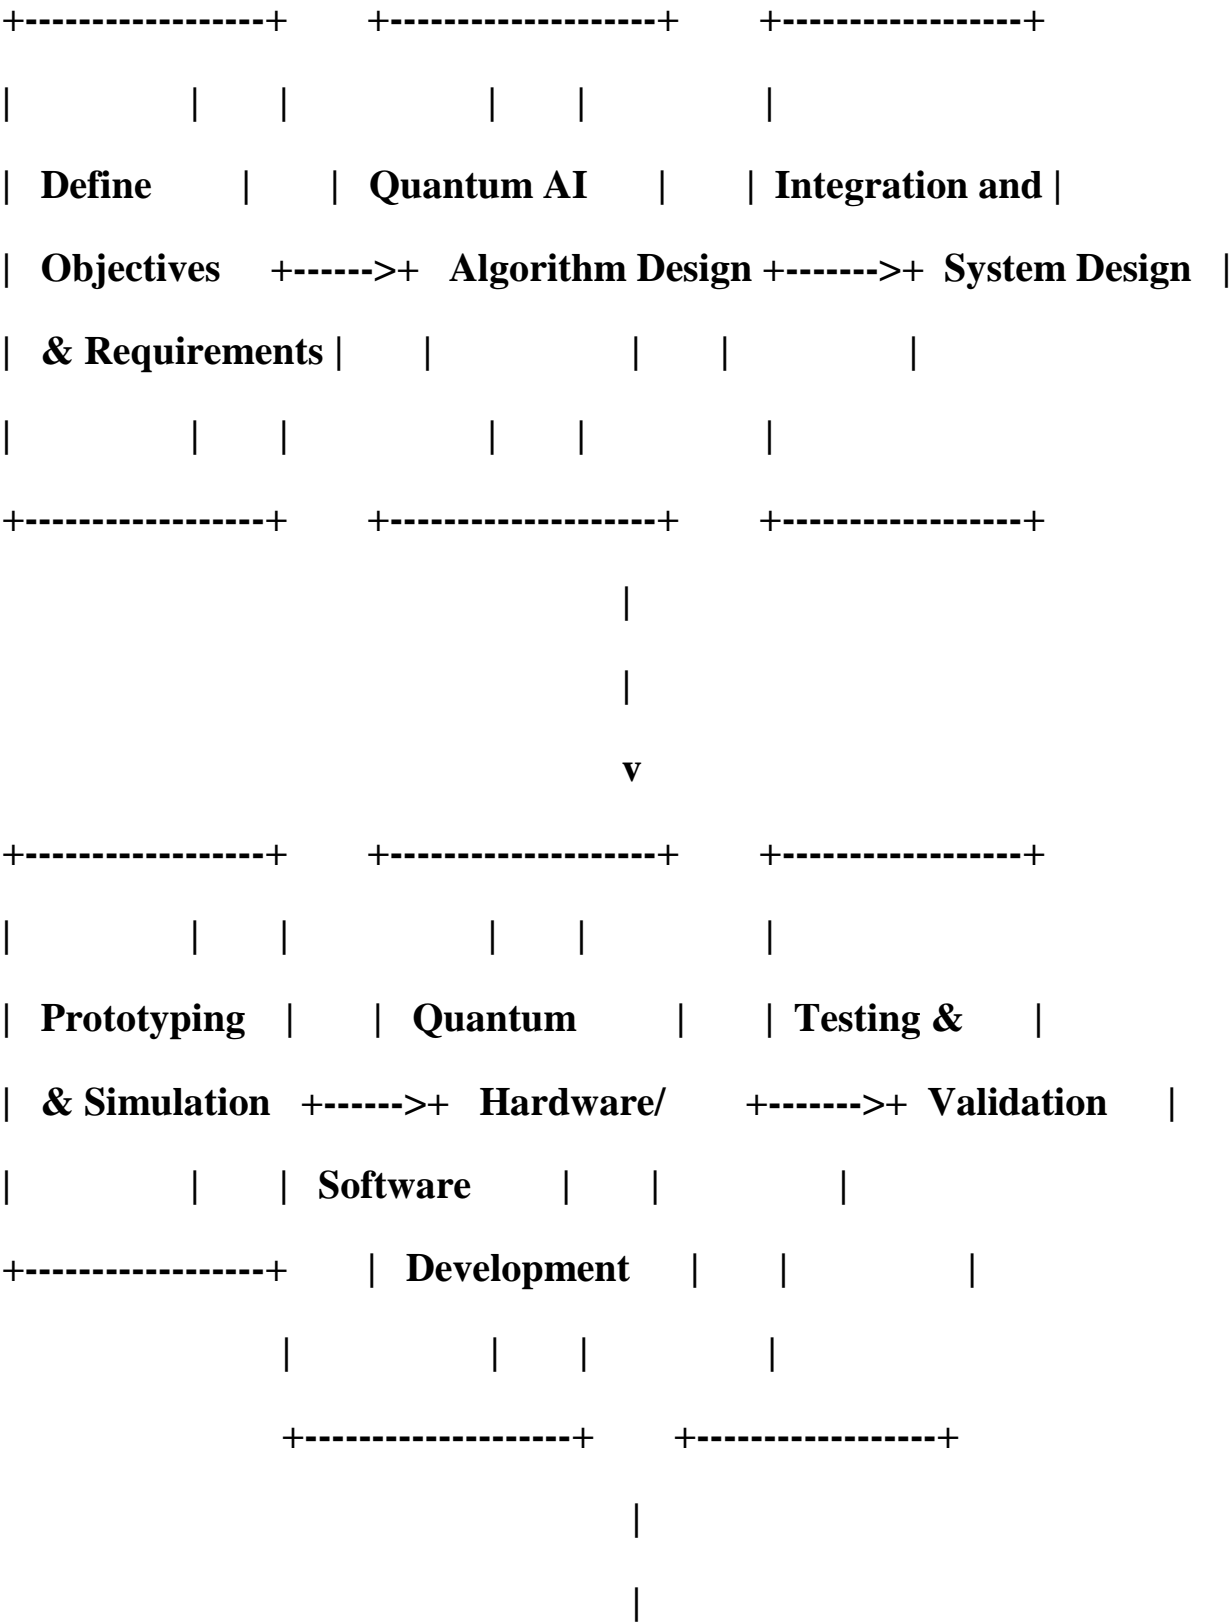 +------------------+ +--------------------+ +------------------+
| | | | | |
| Define | | Quantum AI | | Integration and |
| Objectives +------>+ Algorithm Design +------->+ System Design |
| & Requirements | | | | |
| | | | | |
+------------------+ +--------------------+ +------------------+
|
|
v
+------------------+ +--------------------+ +------------------+
| | | | | |
| Prototyping | | Quantum | | Testing & |
| & Simulation +------>+ Hardware/ +------->+ Validation |
| | | Software | | |
+------------------+ | Development | | |
| | | |
+--------------------+ +------------------+
|
|